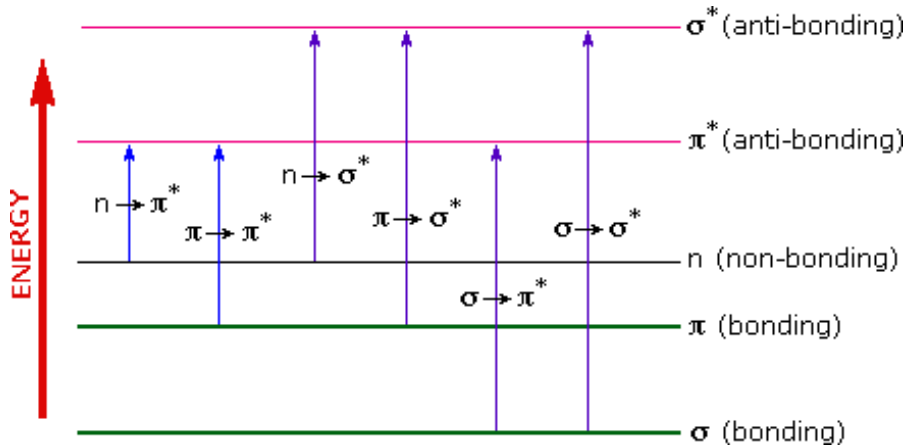 σ* (anti-bonding)
π* (anti-bonding)
n → σ*
n → π*
π → σ*
σ → σ*
π → π*
n (non-bonding)
σ → π*
π (bonding)
σ (bonding)
ENERGY